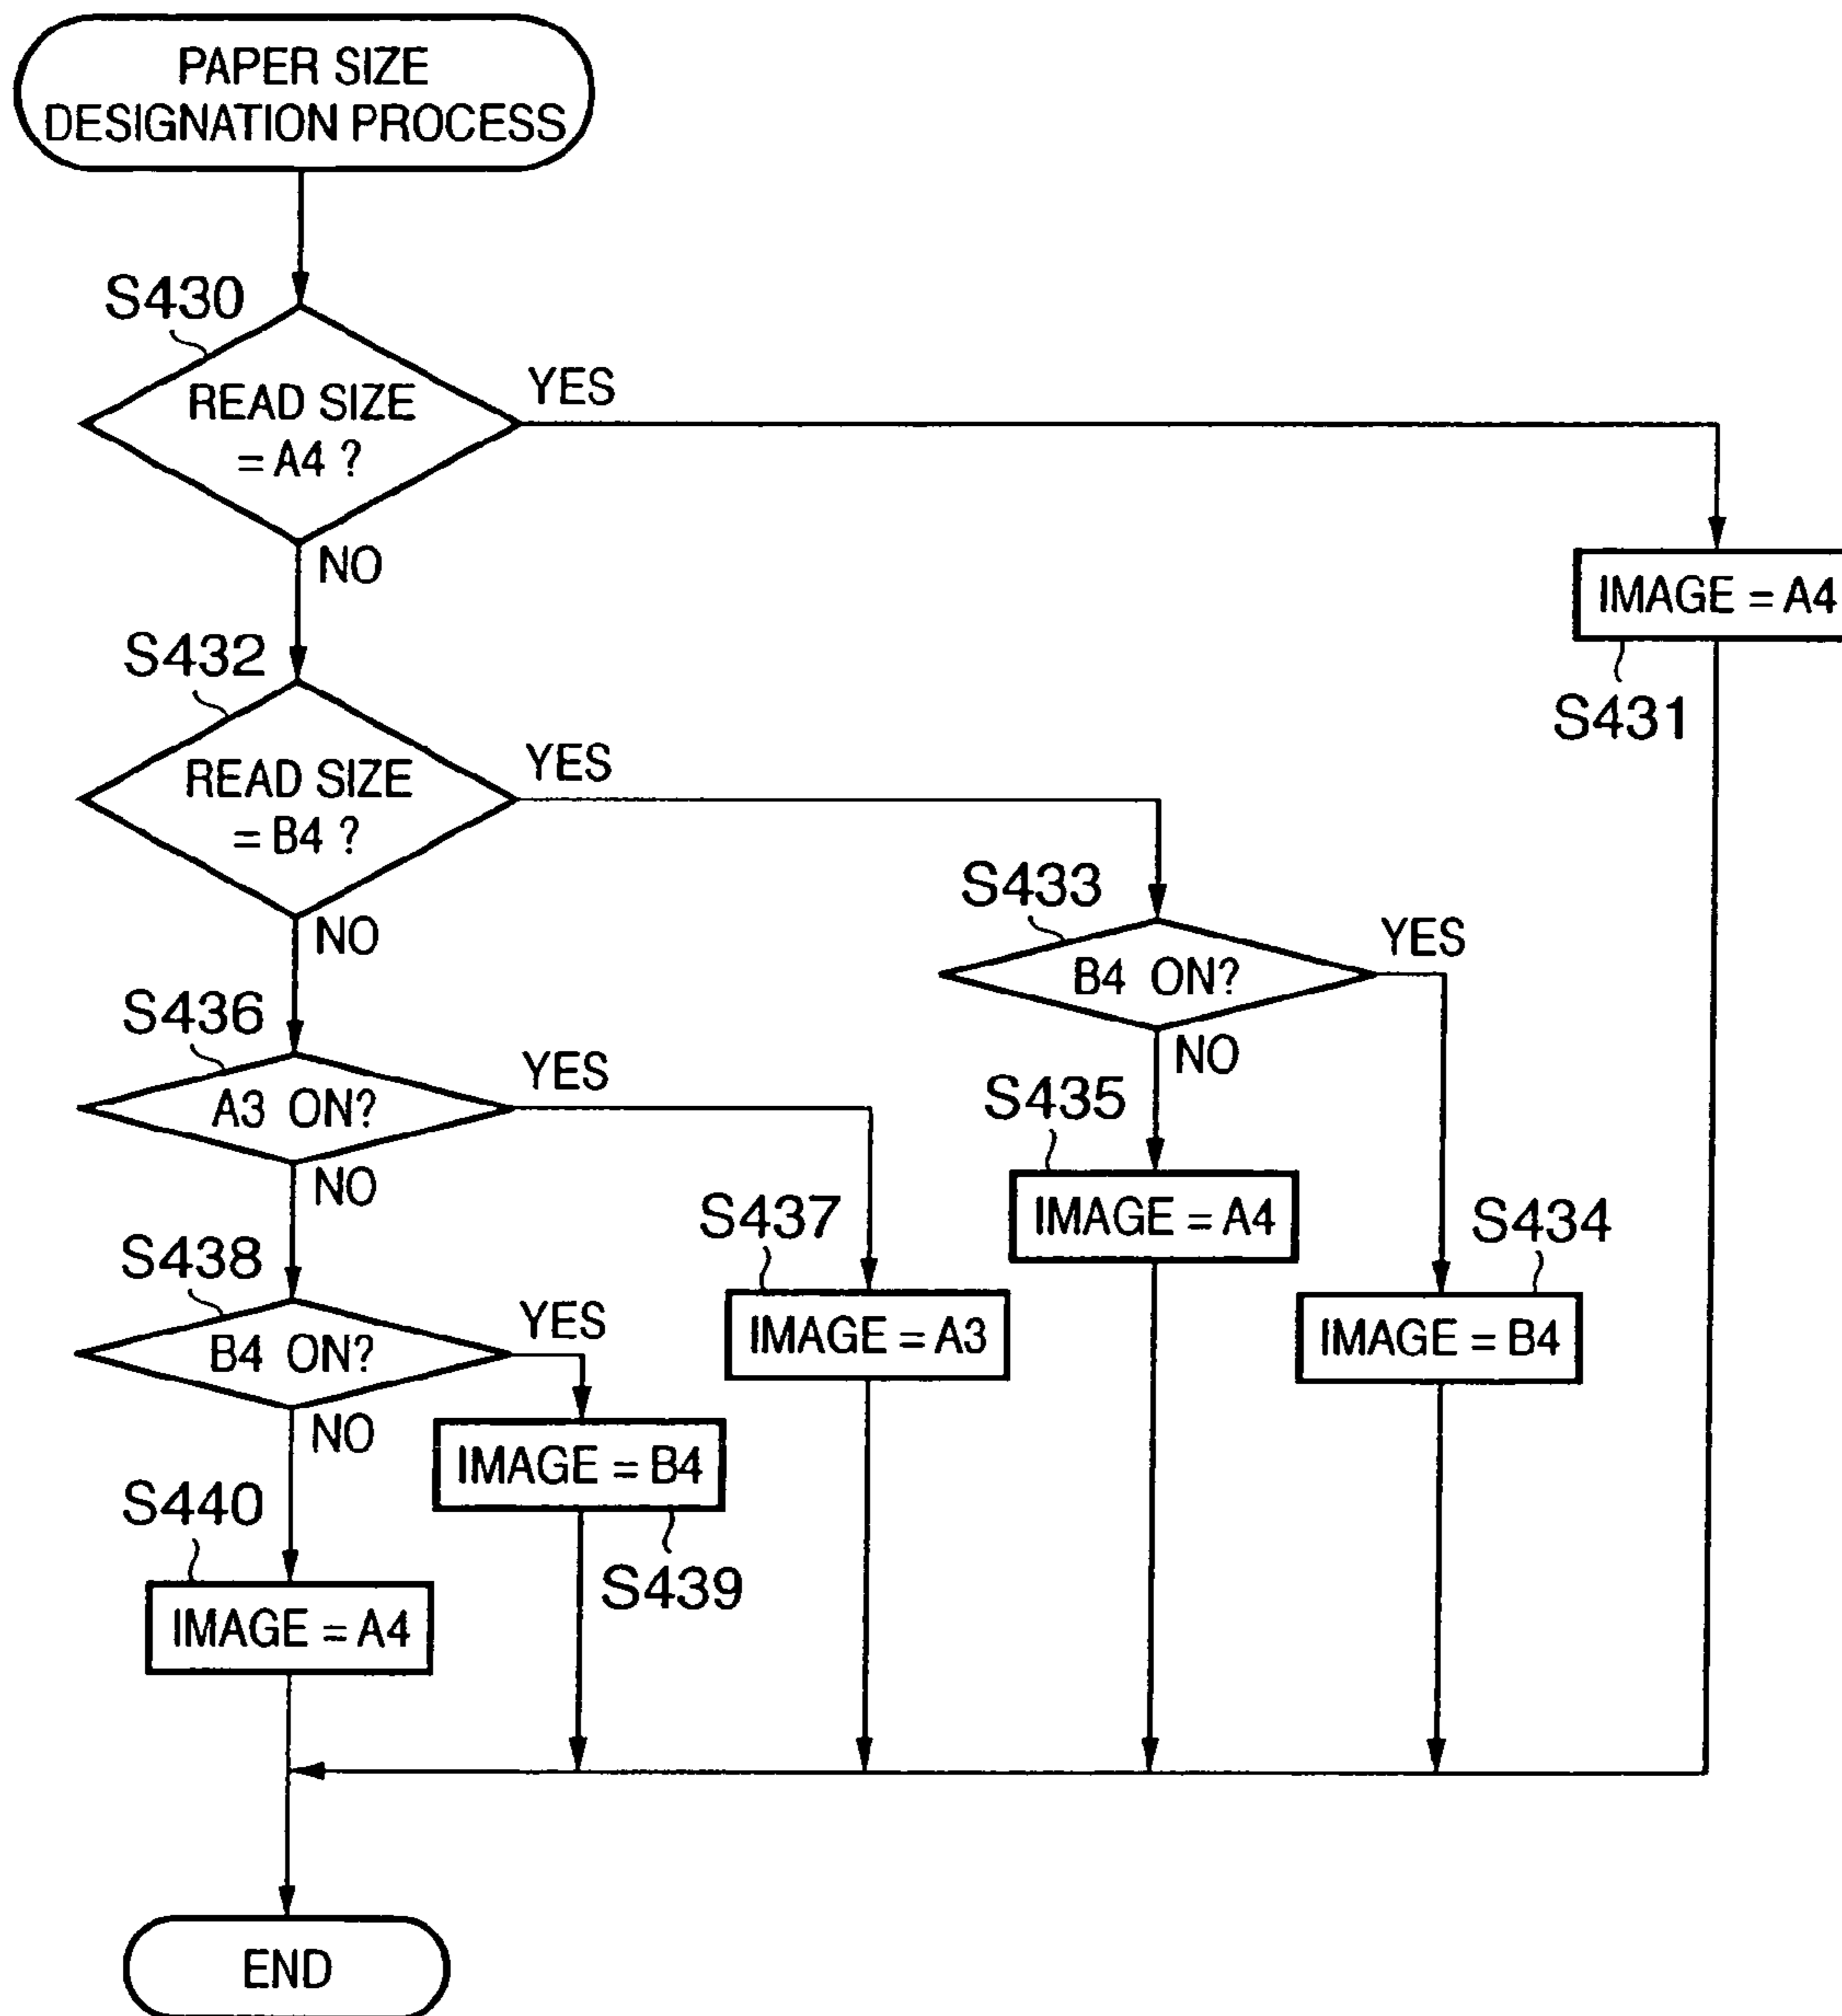 PAPER SIZE
DESIGNATION PROCESS
S430
READ SIZE
= A4 ?
YES
NO
IMAGE = A4
S431
S432
READ SIZE
= B4 ?
YES
NO
S433
B4 ON?
YES
NO
S436
A3 ON?
YES
NO
S435
IMAGE = A4
S437
IMAGE = A3
S434
IMAGE = B4
S438
B4 ON?
YES
NO
IMAGE = B4
S439
S440
IMAGE = A4
END